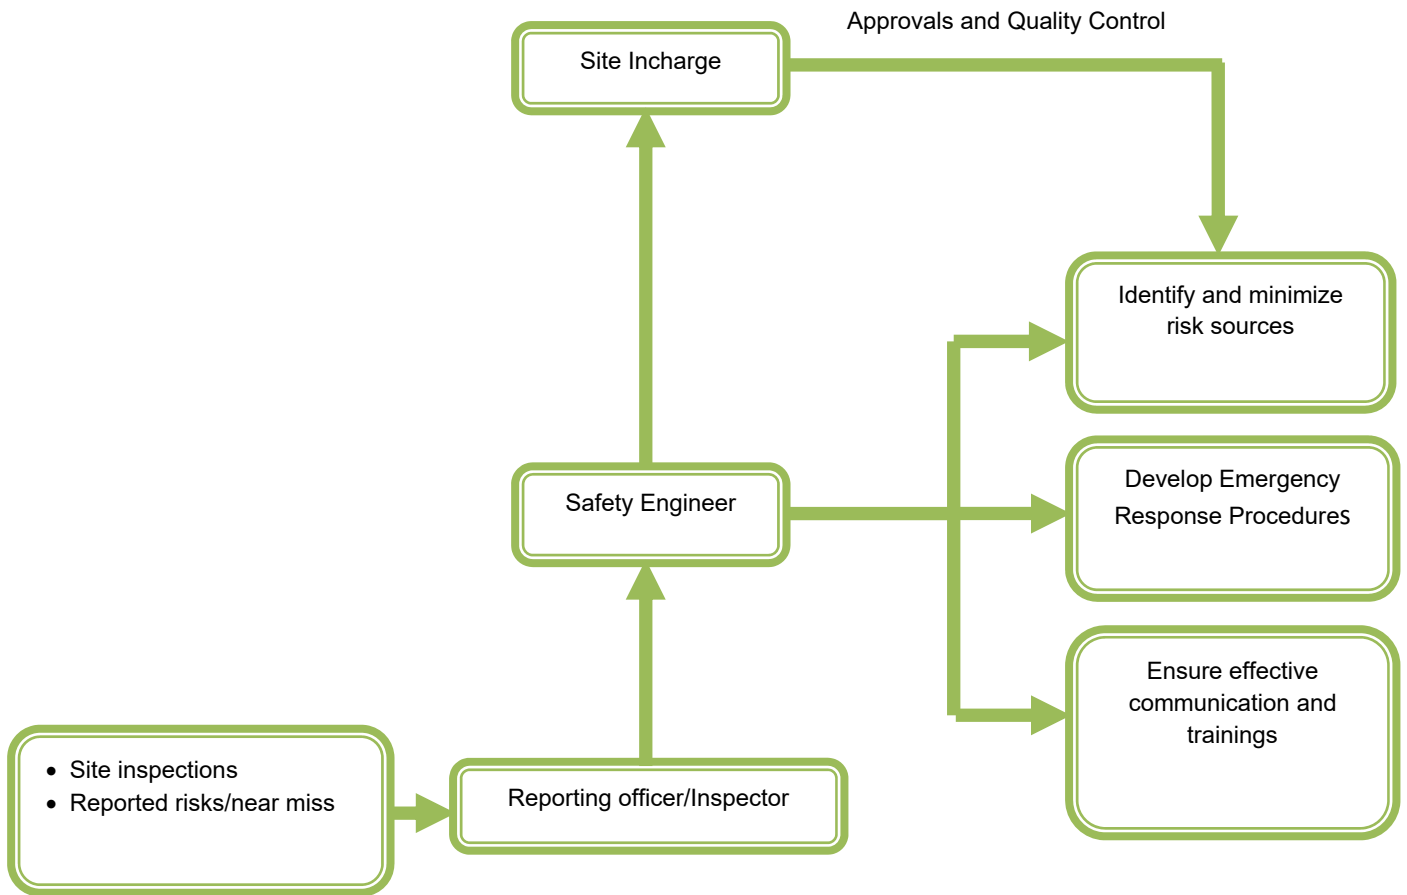 Approvals and Quality Control
Site Incharge
Identify and minimize
risk sources
Safety Engineer
Develop Emergency
Response Procedures
Ensure effective
communication and
trainings
• Site inspections
• Reported risks/near miss
Reporting officer/Inspector